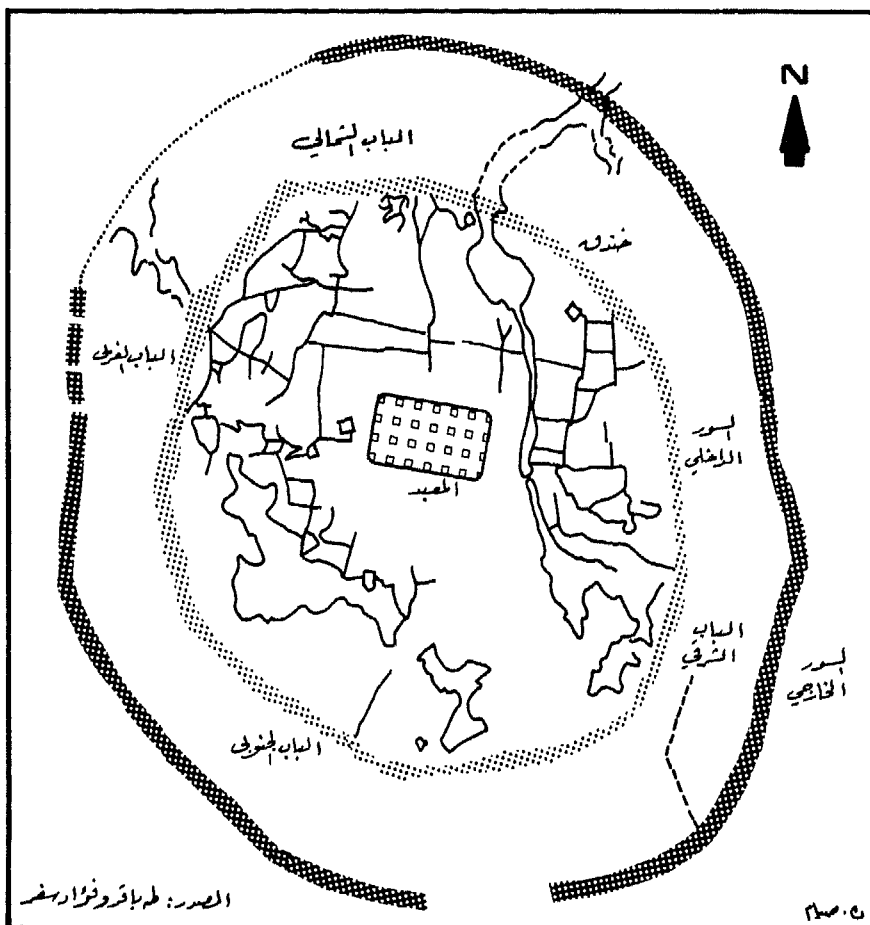 N
الباب الشمالي
خندق
الباب الغربي
السور
الداخلي
المعبد
الباب
الشرقي
السور
الخارجي
الباب الجنوبي
المصدر: طه باقر وفؤاد سفر